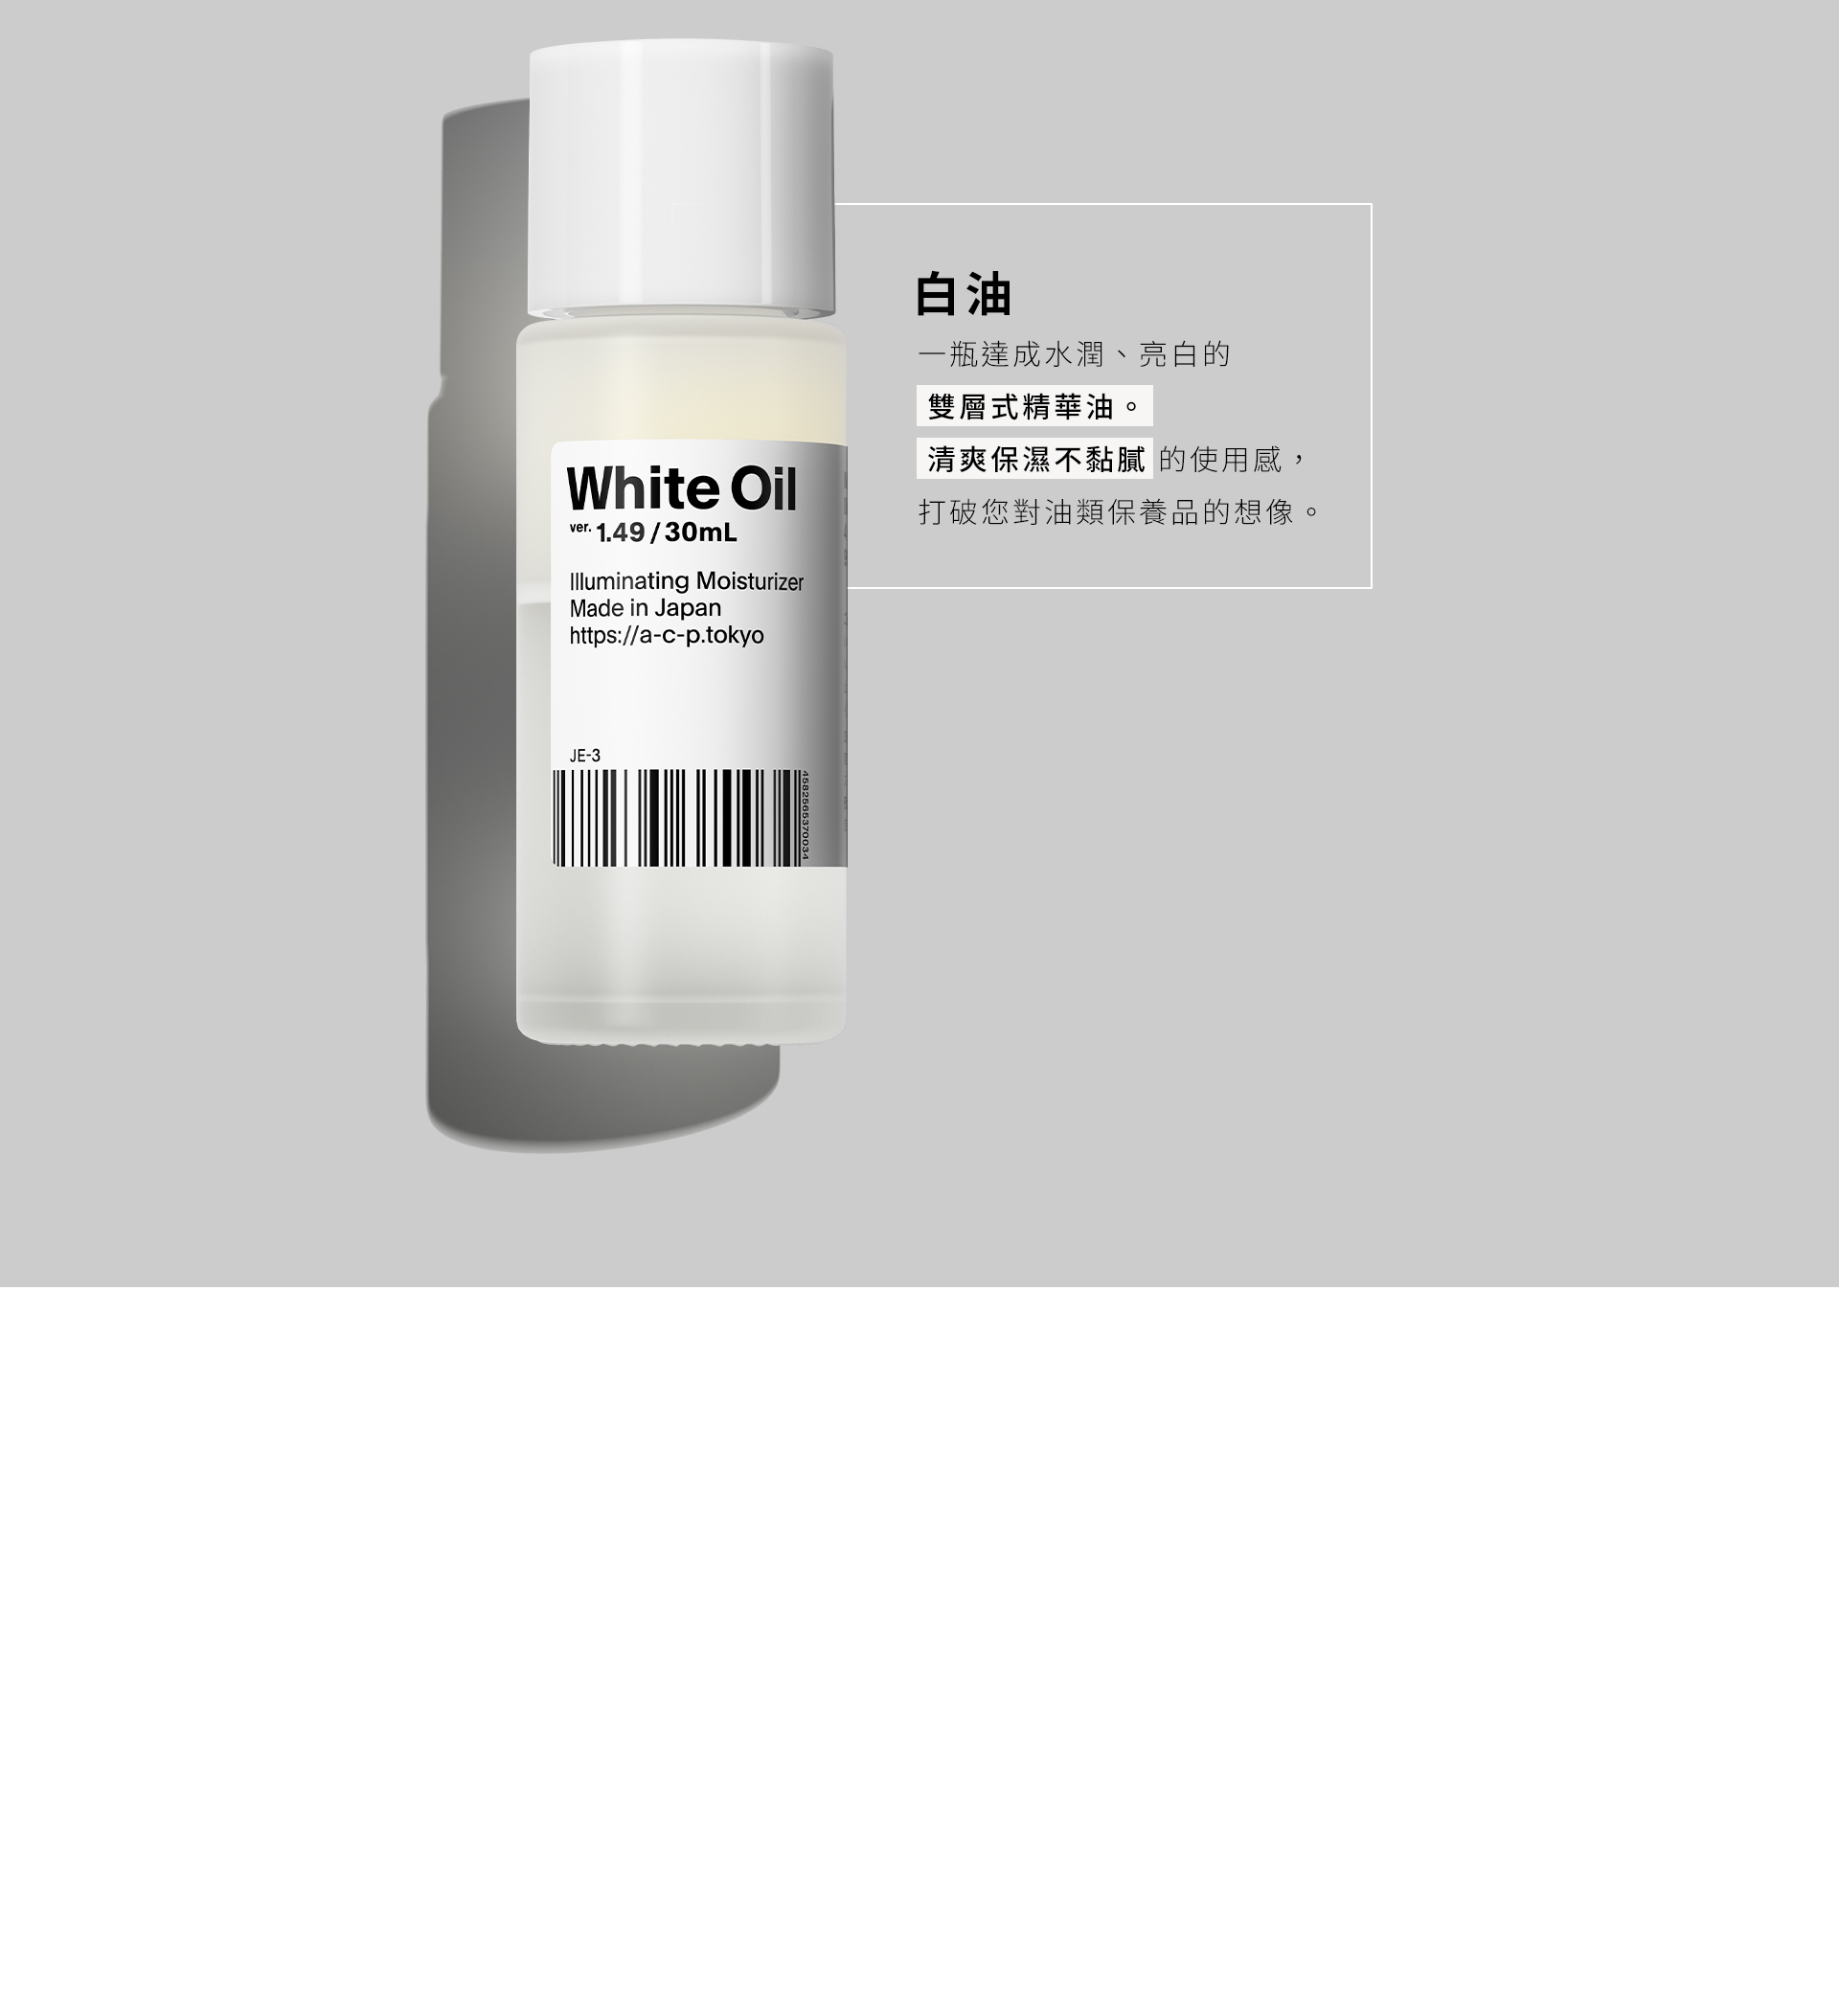 白油
一瓶達成水潤、亮白的
雙層式精華油。
清爽保濕不黏膩的使用感，
打破您對油類保養品的想像。
White Oil
ver. 1.49 / 30mL
Illuminating Moisturizer
Made in Japan
https://a-c-p.tokyo
JE-3
4582565370034